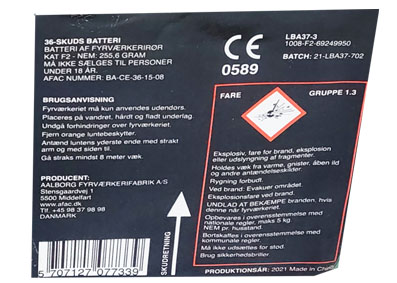 36-SKUDS BATTERI
BATTERI AF FYRVÆRKERIRØR
KAT F2 - NEM: 255,6 GRAM
MÅ IKKE SÆLGES TIL PERSONER
UNDER 18 ÅR.
AFAC NUMMER: BA-CE-36-15-08
BRUGSANVISNING
Fyrværkeriet må kun anvendes udendørs.
Placeres på vandret, hårdt og fladt underlag
Undgå forhindringer over fyrværkeriet.
Fjern orange luntebeskytter.
Antænd luntens yderste ende med strakt
arm og med siden til.
Gå straks mindst 8 meter væk.
PRODUCENT:
AALBORG FYRVÆRKERIFABRIK A/S
Stensgaardvej 1
5500 Middelfart
www.afac.dk
Tlf. +45 98 37 98 98
DANMARK
5 707127 077339
SKUDRETNING
CE
0589
LBA37-3
1008-F2-69249950
BATCH: 21-LBA37-702
FARE
GRUPPE 1.3
Eksplosiv, fare for brand, eksplosion
eller udslyngning af fragmenter.
Holdes væk fra varme, gnister, åben ild
og andre antændelseskilder.
Rygning forbudt.
Ved brand: Evakuer området.
Eksplosionsfare ved brand.
UNDLAD AT BEKÆMPE branden, hvis
denne når fyrværkeriet.
Opbevares i overensstemmelse med
nationale regler, maks 5 kg.
NEM pr. husstand.
Bortskaffes i overensstemmelse med
kommunale regler.
Må ikke udsættes for stød.
Brug sikkerhedsbriller
PRODUKTIONSÅR: 2021 Made in China